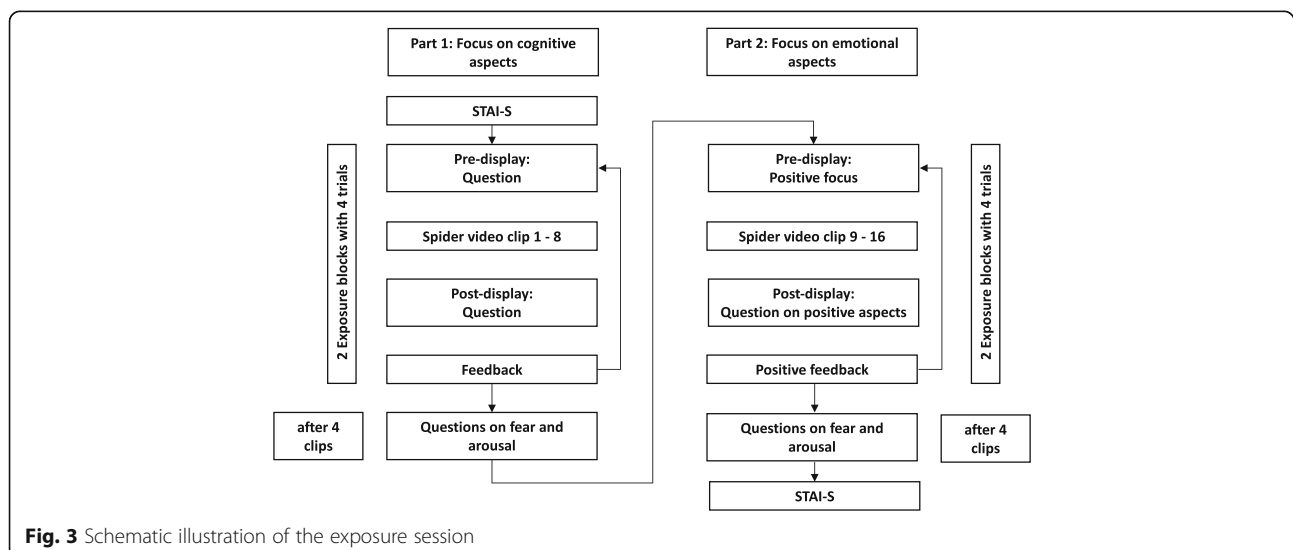 Part 1: Focus on cognitive
aspects
STAI-S
2 Exposure blocks with 4 trials
Pre-display:
Question
Spider video clip 1 - 8
Post-display:
Question
Feedback
after 4
clips
Questions on fear and
arousal
Part 2: Focus on emotional
aspects
Pre-display:
Positive focus
Spider video clip 9 - 16
Post-display:
Question on positive aspects
Positive feedback
2 Exposure blocks with 4 trials
Questions on fear and
arousal
after 4
clips
STAI-S
Fig. 3 Schematic illustration of the exposure session